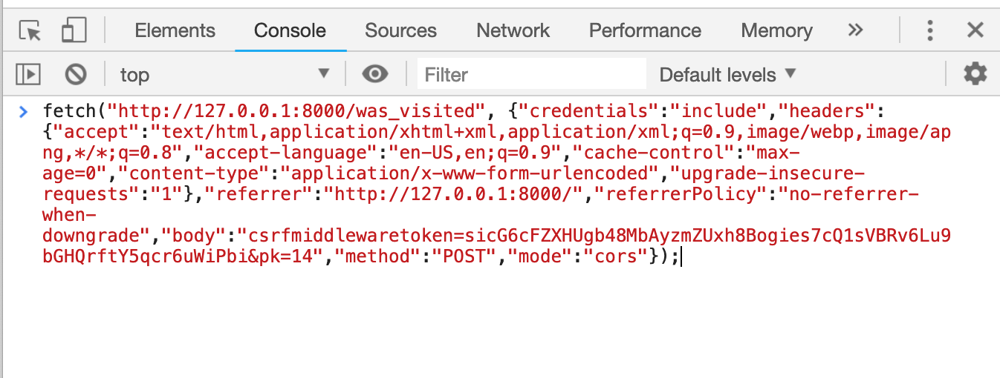 Elements Console Sources Network Performance Memory »
top Filter Default levels
> fetch("http://127.0.0.1:8000/was_visited", {"credentials":"include","headers":
{"accept":"text/html,application/xhtml+xml,application/xml;q=0.9,image/webp,image/ap
ng,*/*;q=0.8","accept-language":"en-US,en;q=0.9","cache-control":"max-
age=0","content-type":"application/x-www-form-urlencoded","upgrade-insecure-
requests":"1"},"referrer":"http://127.0.0.1:8000/","referrerPolicy":"no-referrer-
when-
downgrade","body":"csrfmiddlewaretoken=sicG6cFZXHUgb48MbAyzmZUxh8Bogies7cQ1sVBRv6Lu9
bGHQrftY5qcr6uWiPbi&pk=14","method":"POST","mode":"cors"});